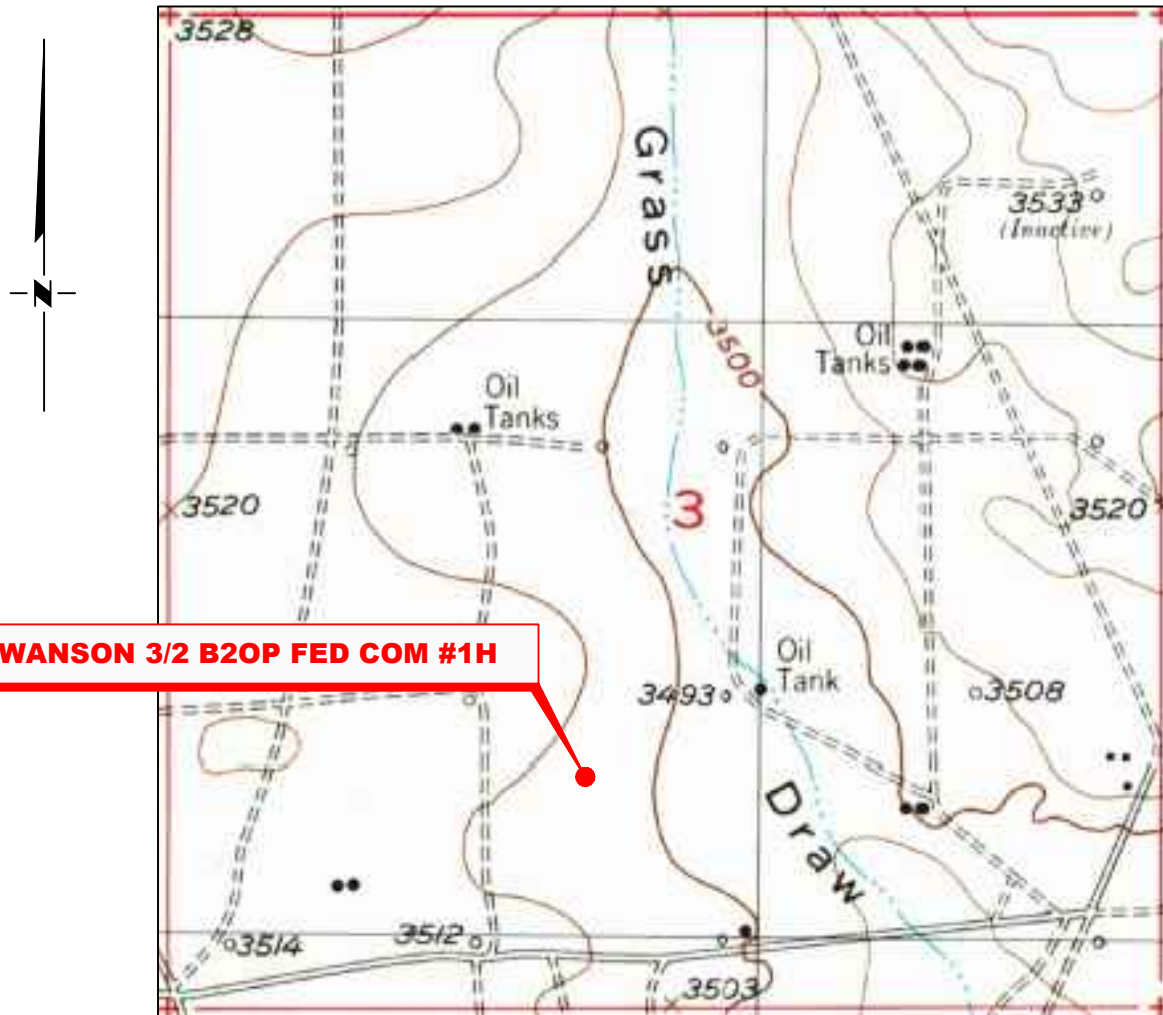 3528
Grass
3533
(Inactive)
N
3500
Oil
Tanks
Oil
Tanks
3520
3
3520
WANSON 3/2 B2OP FED COM #1H
Oil
Tank
3493
3508
Draw
3514
3512
3503